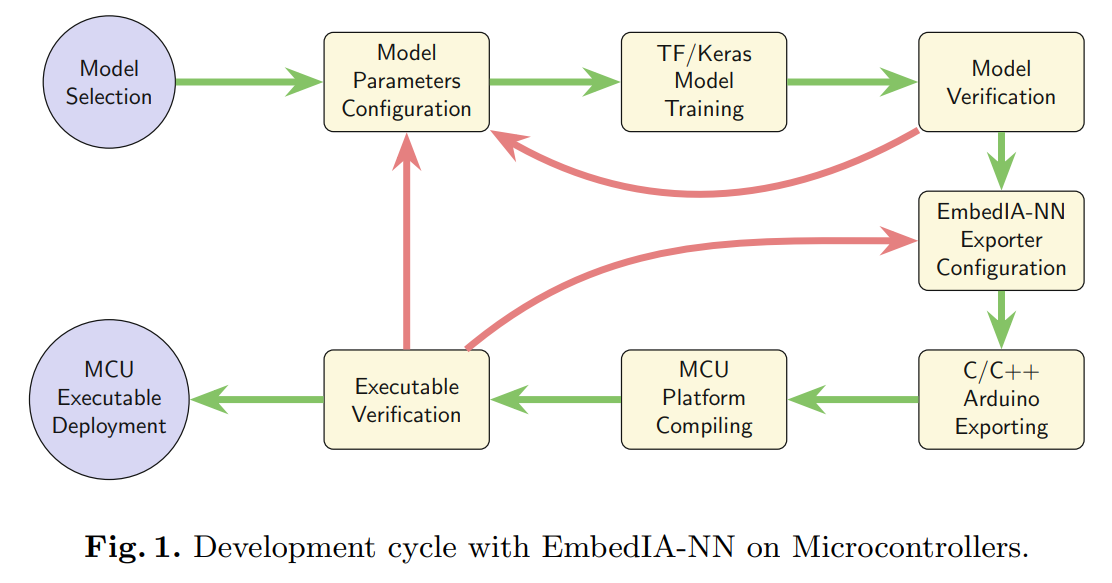 Model
Selection
Model
Parameters
Configuration
TF/Keras
Model
Training
Model
Verification
EmbedIA-NN
Exporter
Configuration
MCU
Executable
Deployment
Executable
Verification
MCU
Platform
Compiling
C/C++
Arduino
Exporting
Fig. 1. Development cycle with EmbedIA-NN on Microcontrollers.